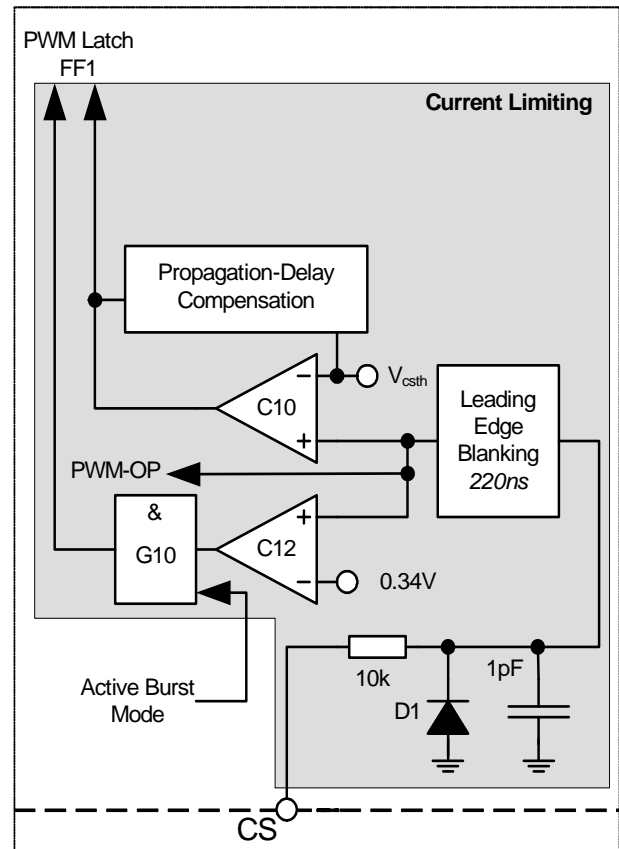 PWM Latch
FF1
Current Limiting
Propagation-Delay
Compensation
Vcsth
C10
Leading
Edge
Blanking
220ns
PWM-OP
&
G10
C12
0.34V
Active Burst
Mode
10k
D1
1pF
CS